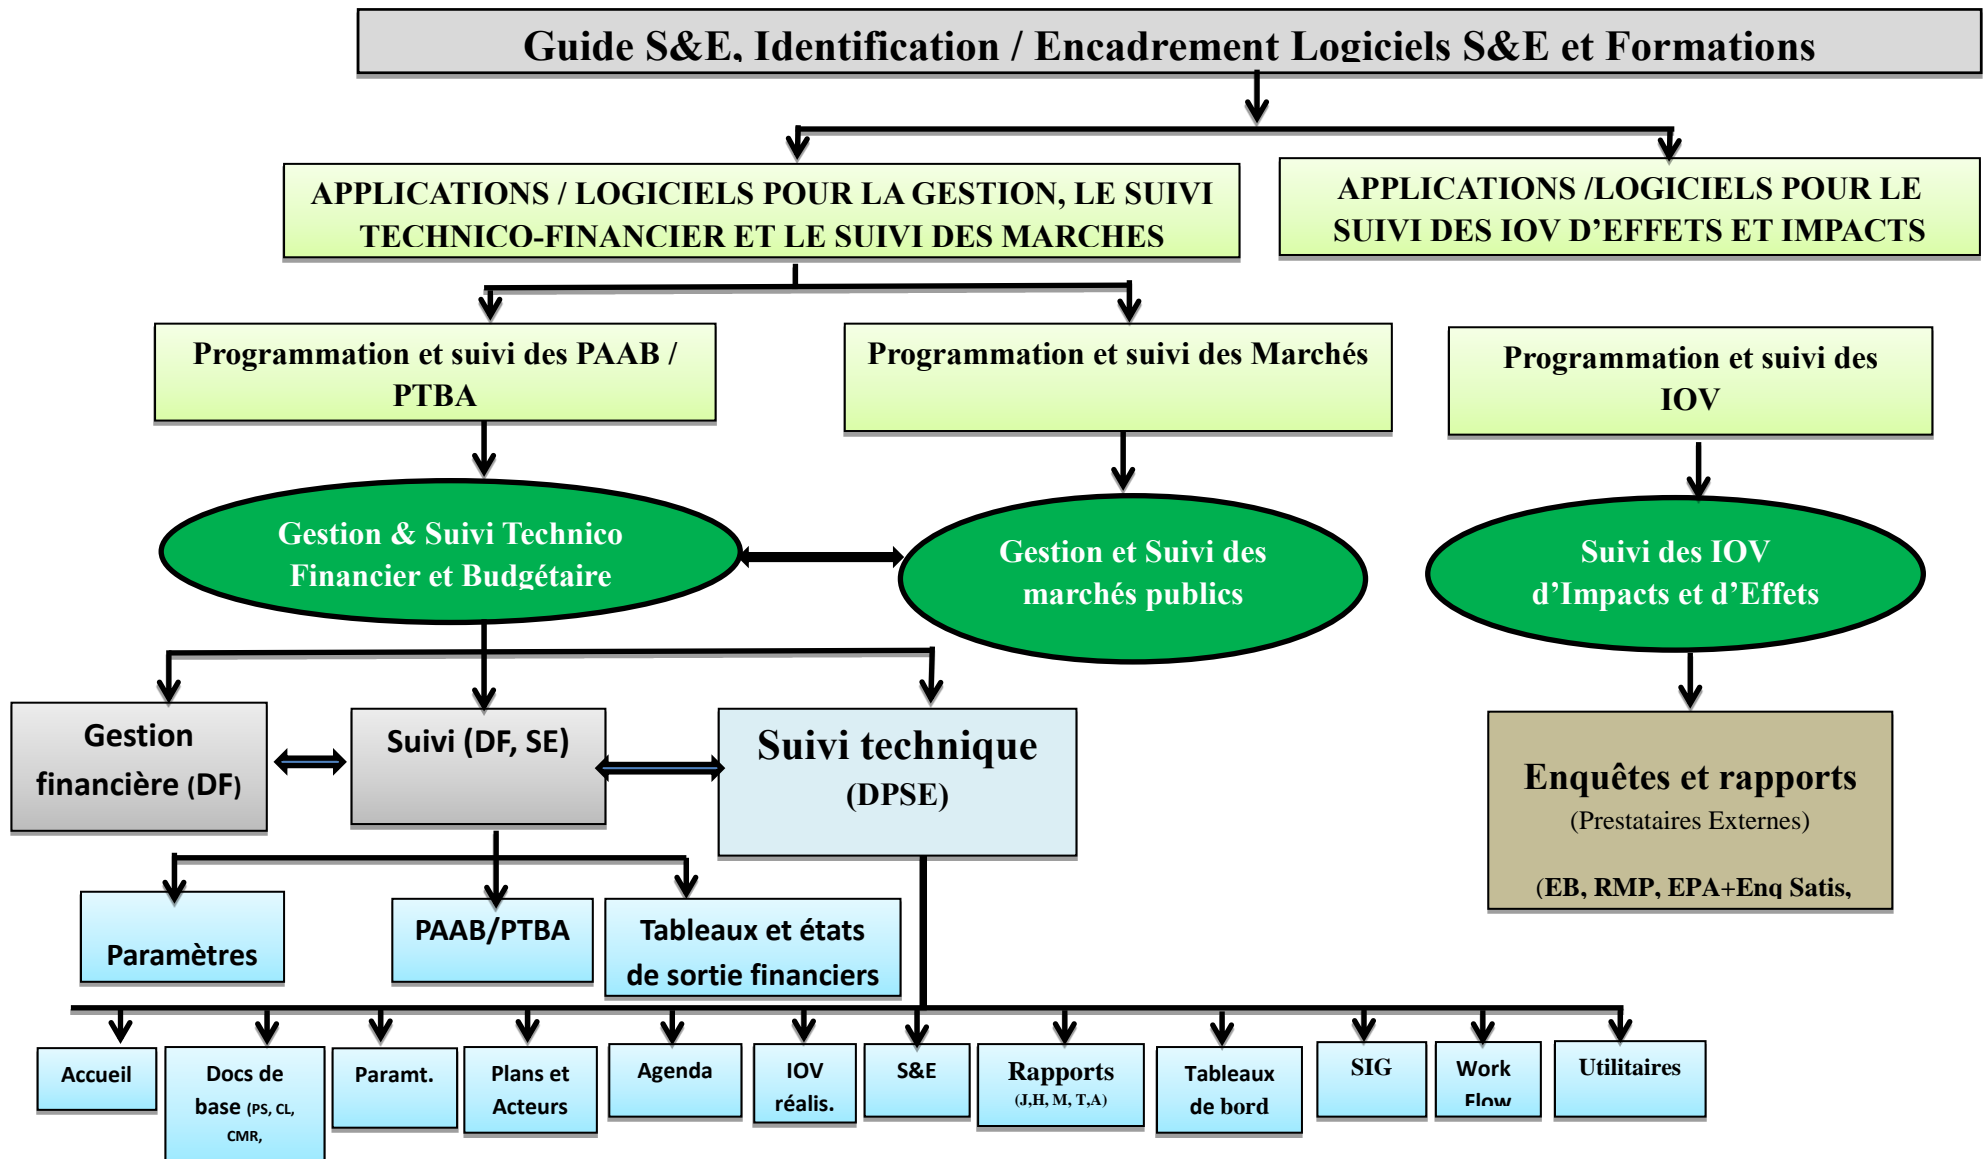 Guide S&E, Identification / Encadrement Logiciels S&E et Formations
APPLICATIONS / LOGICIELS POUR LA GESTION, LE SUIVI
TECHNICO-FINANCIER ET LE SUIVI DES MARCHES
APPLICATIONS /LOGICIELS POUR LE
SUIVI DES IOV D’EFFETS ET IMPACTS
Programmation et suivi des PAAB /
PTBA
Programmation et suivi des Marchés
Programmation et suivi des
IOV
Gestion & Suivi Technico
Financier et Budgétaire
Gestion et Suivi des
marchés publics
Suivi des IOV
d’Impacts et d’Effets
Gestion
financière (DF)
Suivi (DF, SE)
Suivi technique
(DPSE)
Enquêtes et rapports
(Prestataires Externes)
(EB, RMP, EPA+Enq Satis,
Paramètres
PAAB/PTBA
Tableaux et états
de sortie financiers
Accueil
Docs de
base (PS, CL,
CMR,
Paramt.
Plans et
Acteurs
Agenda
IOV
réalis.
S&E
Rapports
(J,H, M, T,A)
Tableaux
de bord
SIG
Work
Flow
Utilitaires